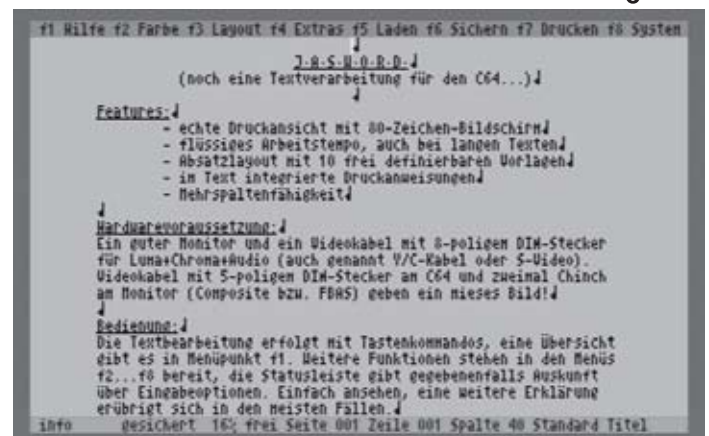 f1 Hilfe f2 Farbe f3 Layout f4 Extras f5 Laden f6 Sichern f7 Drucken f8 System
J-A-S-W-O-R-D-
(noch eine Textverarbeitung für den C64...)
Features:
- echte Druckansicht mit 80-Zeichen-Bildschirm
- flüssiges Arbeitstempo, auch bei langen Texten
- Absatzlayout mit 10 frei definierbaren Vorlagen
- im Text integrierte Druckanweisungen
- Mehrspaltenfähigkeit
Hardwarevoraussetzung:
Ein guter Monitor und ein Videokabel mit 8-poligem DIN-Stecker
für Luma+Chroma+Audio (auch genannt Y/C-Kabel oder S-Video).
Videokabel mit 5-poligem DIN-Stecker am C64 und zweimal Chinch
am Monitor (Composite bzw. FBAS) geben ein mieses Bild!
Bedienung:
Die Textbearbeitung erfolgt mit Tastenkommandos, eine Übersicht
gibt es in Menüpunkt f1. Weitere Funktionen stehen in den Menüs
f2...f8 bereit, die Statusleiste gibt gegebenenfalls Auskunft
über Eingabeoptionen. Einfach ansehen, eine weitere Erklärung
erübrigt sich in den meisten Fällen.
info gesichert 16% frei Seite 001 Zeile 001 Spalte 40 Standard Titel